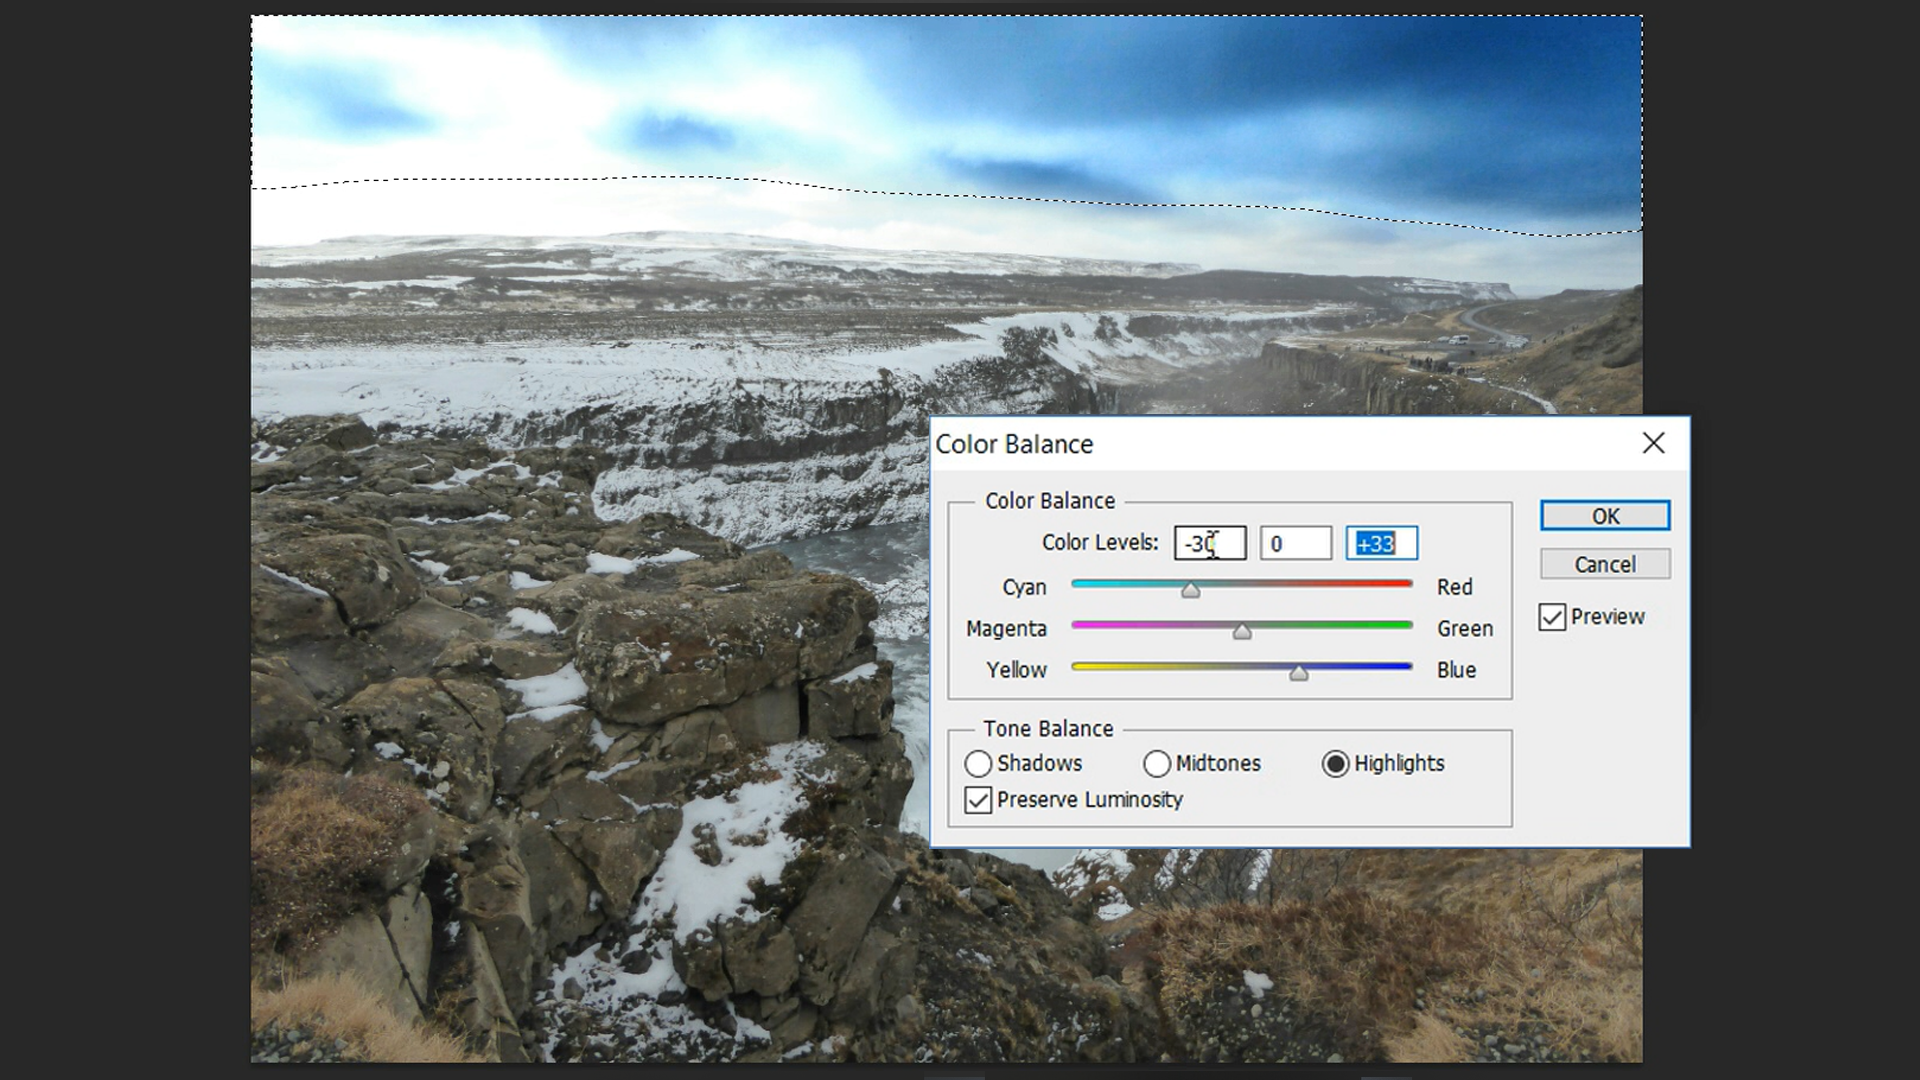 Color Balance
Color Balance
Color Levels: -30 0 +33
Cyan Red
Magenta Green
Yellow Blue
Tone Balance
Shadows Midtones Highlights
Preserve Luminosity
OK
Cancel
Preview